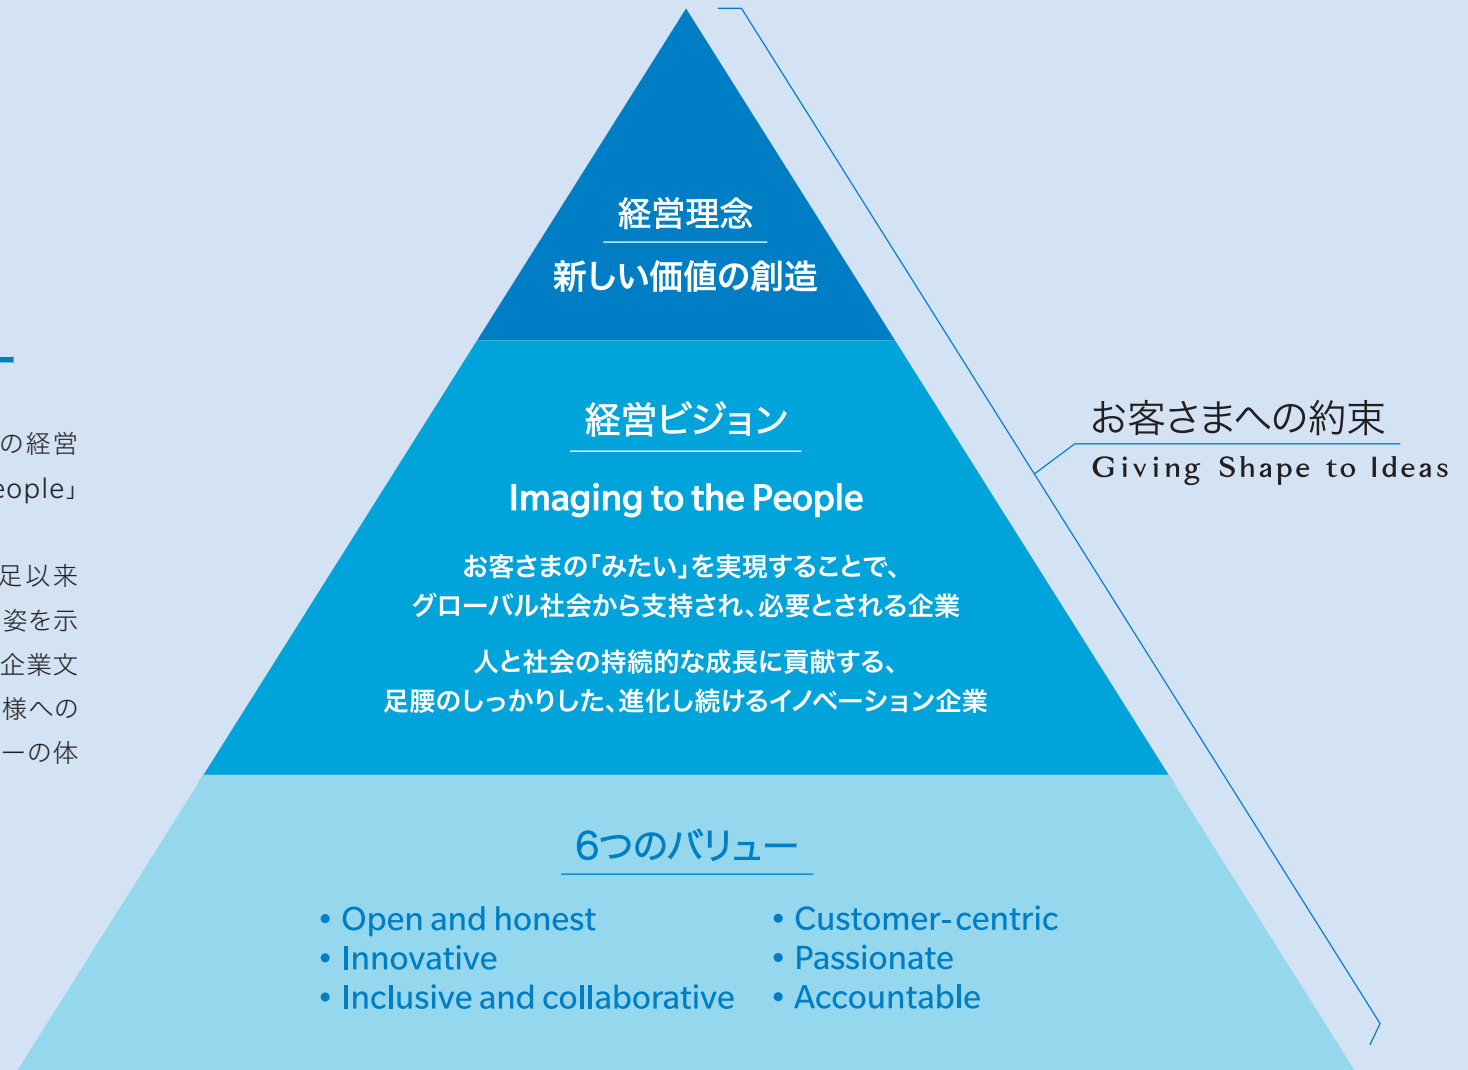 ー
の経営
eople」
足以来
姿を示
企業文
様への
ーの体
経営理念
新しい価値の創造
経営ビジョン
Imaging to the People
お客さまの「みたい」を実現することで、
グローバル社会から支持され、必要とされる企業
人と社会の持続的な成長に貢献する、
足腰のしっかりした、進化し続けるイノベーション企業
6つのバリュー
• Open and honest
• Innovative
• Inclusive and collaborative
• Customer-centric
• Passionate
• Accountable
お客さまへの約束
Giving Shape to Ideas